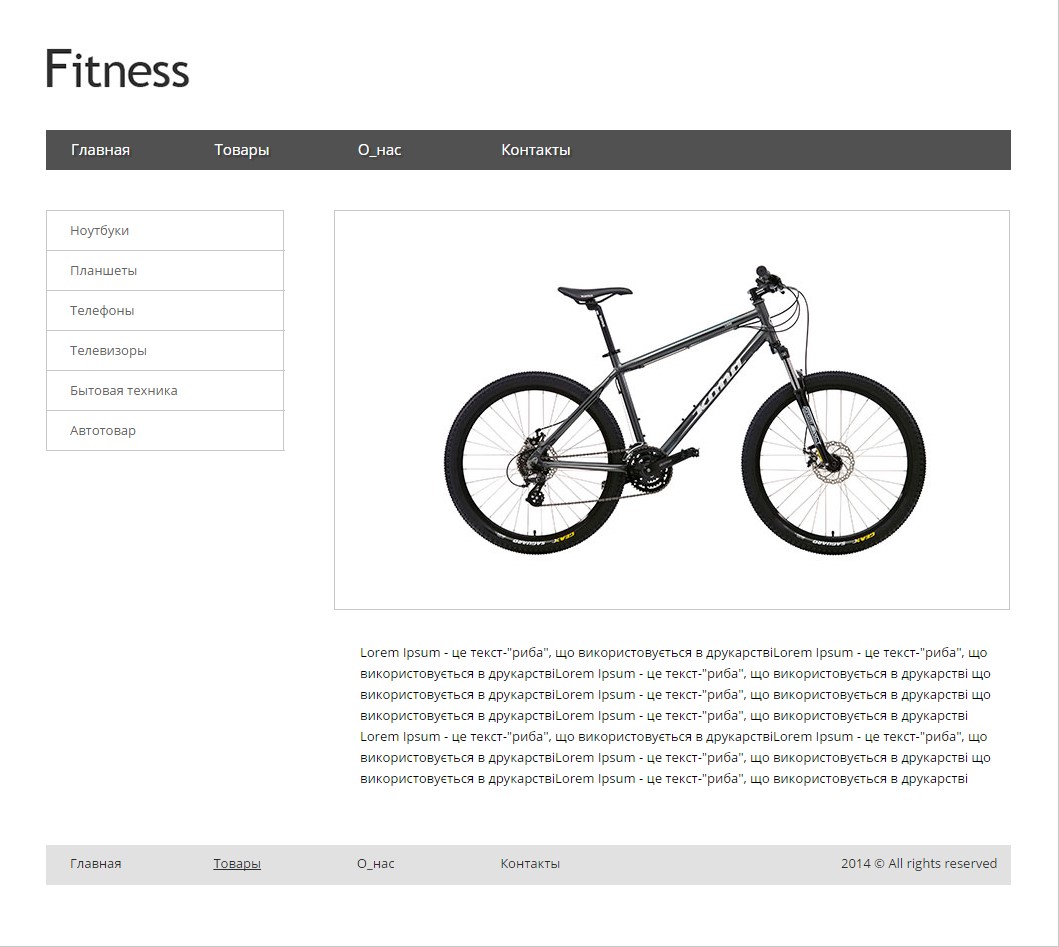 Fitness
Главная Товары О_нас Контакты
Ноутбуки
Планшеты
Телефоны
Телевизоры
Бытовая техника
Автотовар
kona
Lorem Ipsum - це текст-"риба", що використовується в друкарствіLorem Ipsum - це текст-"риба", що
використовується в друкарствіLorem Ipsum - це текст-"риба", що використовується в друкарстві що
використовується в друкарствіLorem Ipsum - це текст-"риба", що використовується в друкарстві що
використовується в друкарствіLorem Ipsum - це текст-"риба", що використовується в друкарстві
Lorem Ipsum - це текст-"риба", що використовується в друкарствіLorem Ipsum - це текст-"риба", що
використовується в друкарствіLorem Ipsum - це текст-"риба", що використовується в друкарстві що
використовується в друкарствіLorem Ipsum - це текст-"риба", що використовується в друкарстві
Главная Товары О_нас Контакты 2014 © All rights reserved